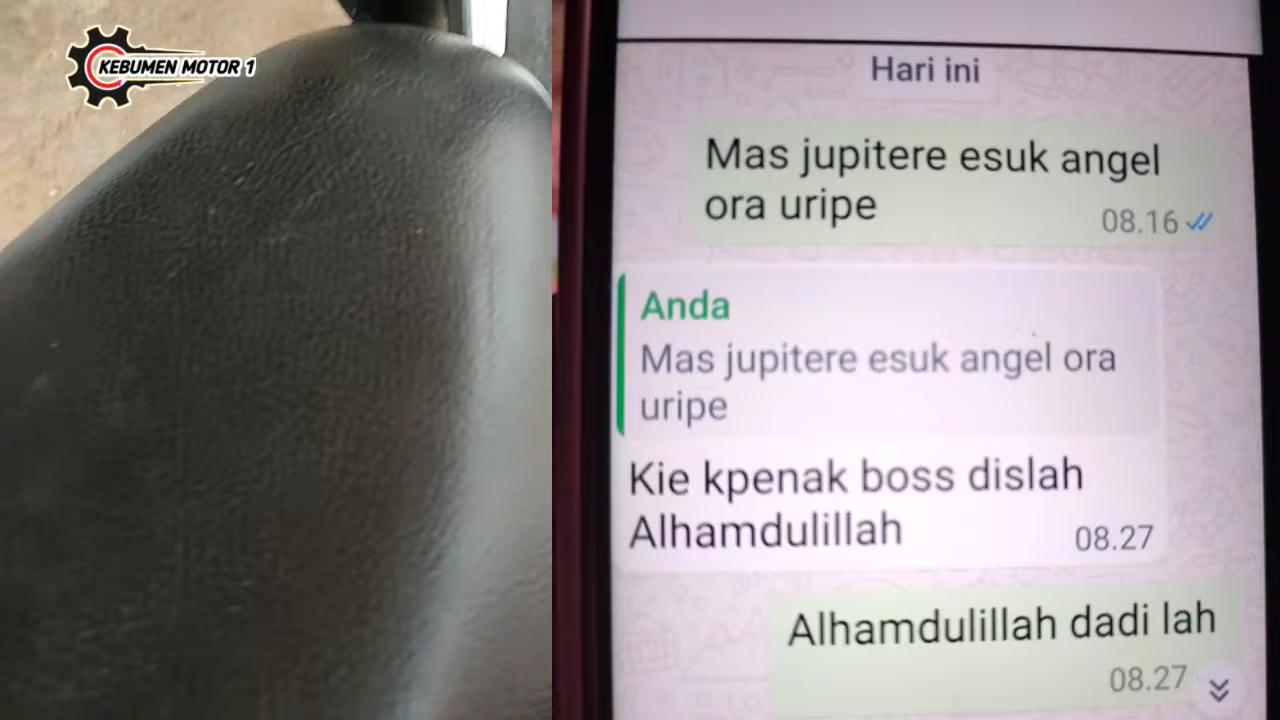 KEBUMEN MOTOR 1
Hari ini
Mas jupitere esuk angel
ora uripe
08.16
Anda
Mas jupitere esuk angel ora
uripe
Kie kpenak boss dislah
Alhamdulillah
08.27
Alhamdulillah dadi lah
08.27